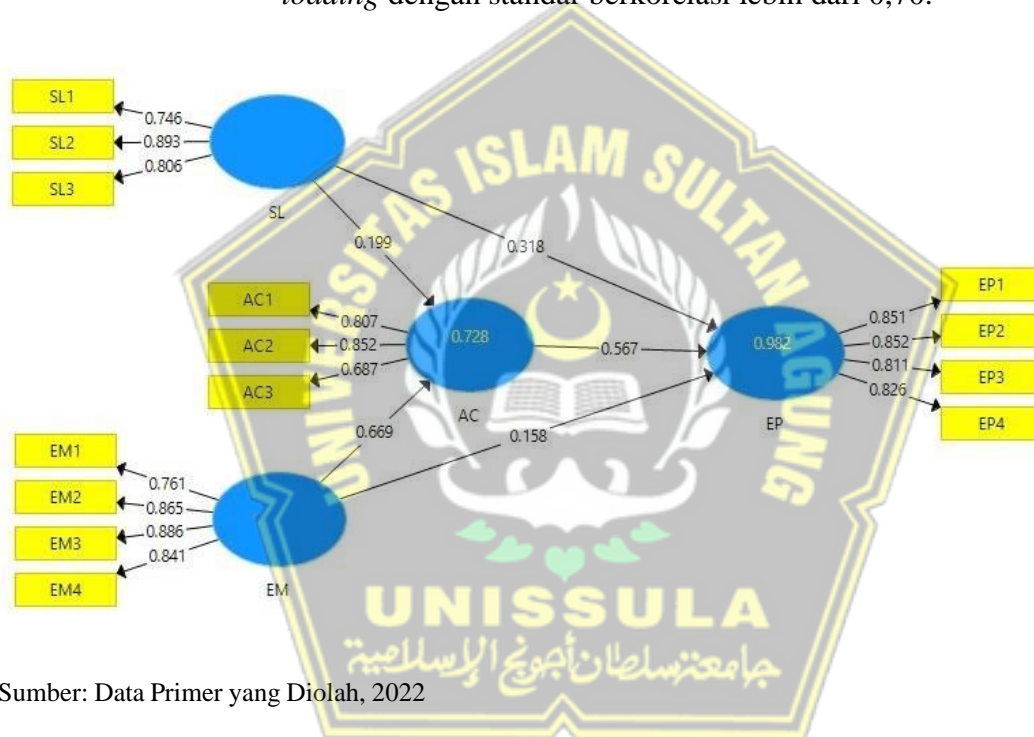 loading dengan standar berkorelasi lebih dari 0,70.
SL1
SL2
SL3
0.746
0.893
0.806
SL
0.199
0.318
AC1
AC2
AC3
0.807
0.852
0.687
0.728
AC
0.567
0.982
EP
0.851
0.852
0.811
0.826
EP1
EP2
EP3
EP4
0.669
0.158
EM1
EM2
EM3
EM4
0.761
0.865
0.886
0.841
EM
UNIVERSITAS ISLAM SULTAN AGUNG
UNISSULA
جامعة سلطان أجونج الإسلامية
Sumber: Data Primer yang Diolah, 2022